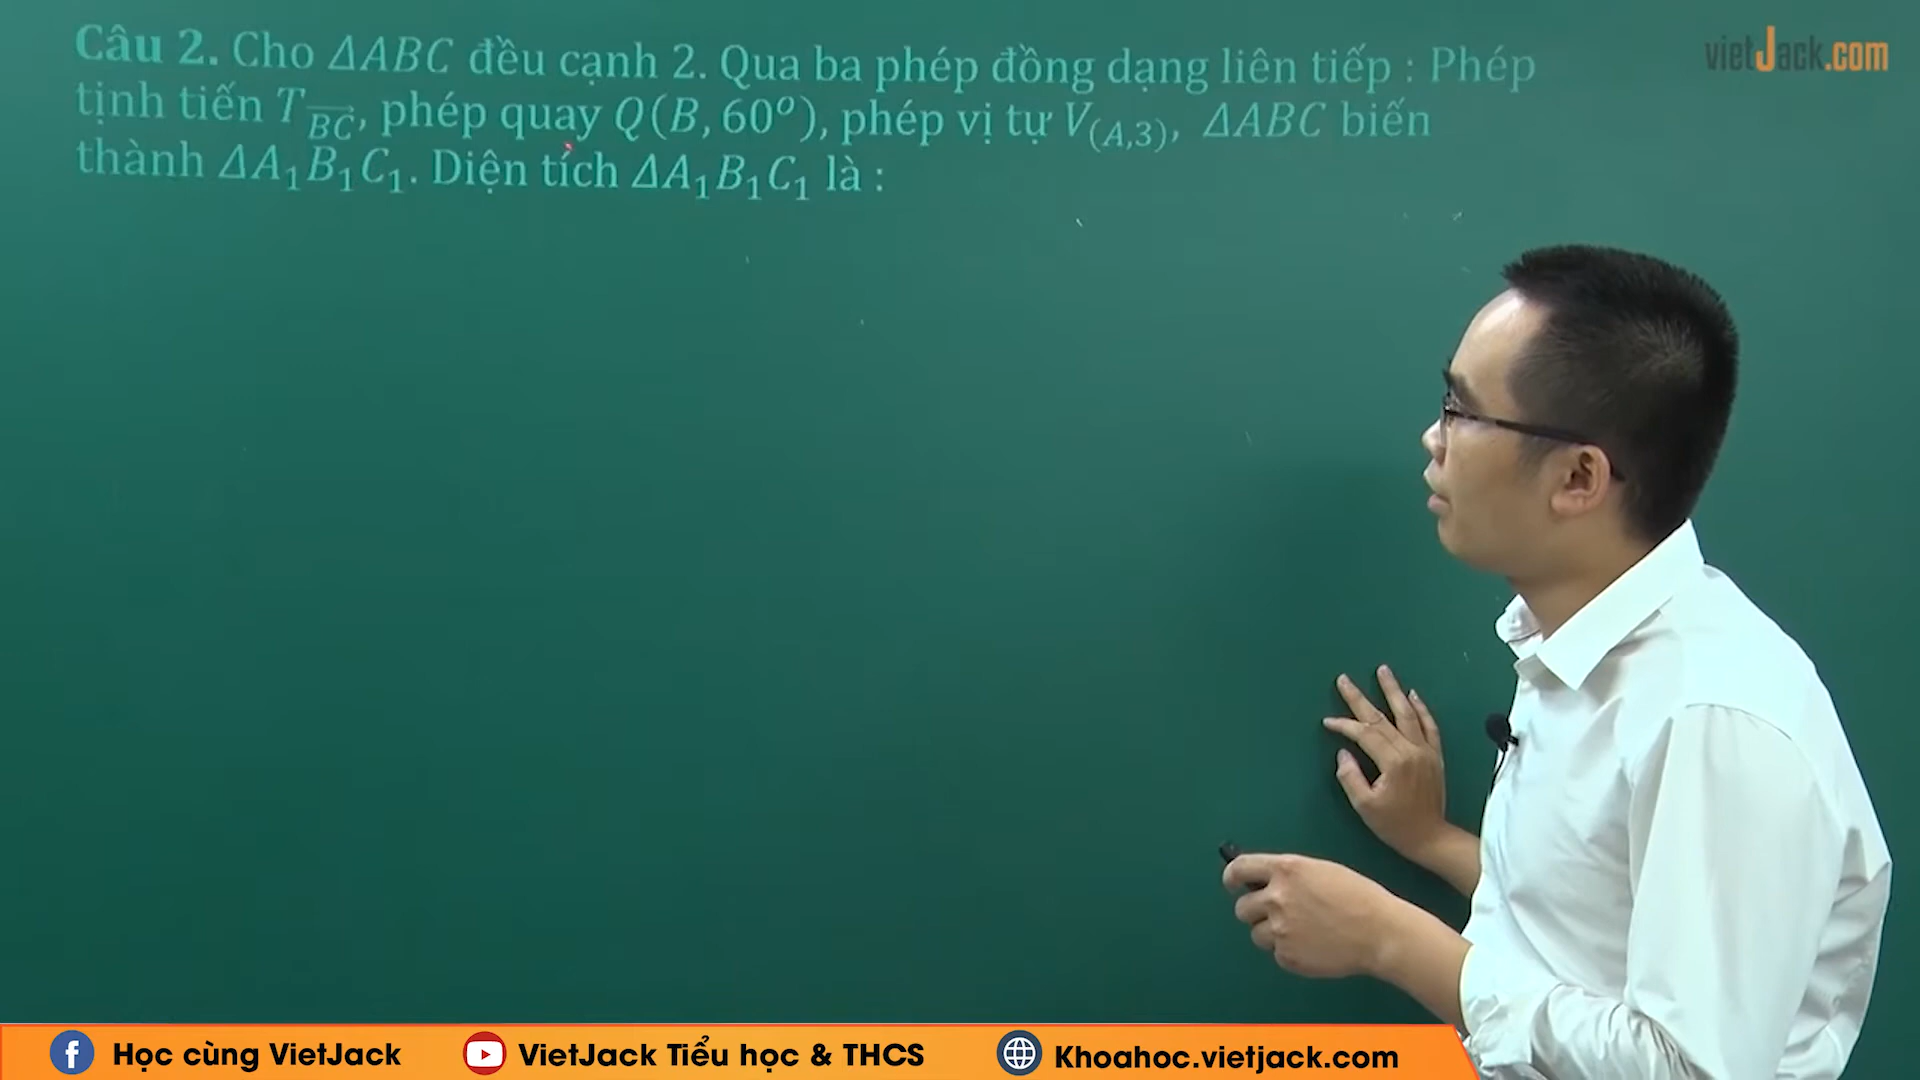 Câu 2. Cho ΔABC đều cạnh 2. Qua ba phép đồng dạng liên tiếp : Phép
tịnh tiến $T_{\overrightarrow{BC}}$, phép quay $Q(B, 60^o)$, phép vị tự $V_{(A,3)}$, ΔABC biến
thành $ΔA_1B_1C_1$. Diện tích $ΔA_1B_1C_1$ là :
vietJack.com
Học cùng VietJack
VietJack Tiểu học & THCS
Khoahoc.vietjack.com